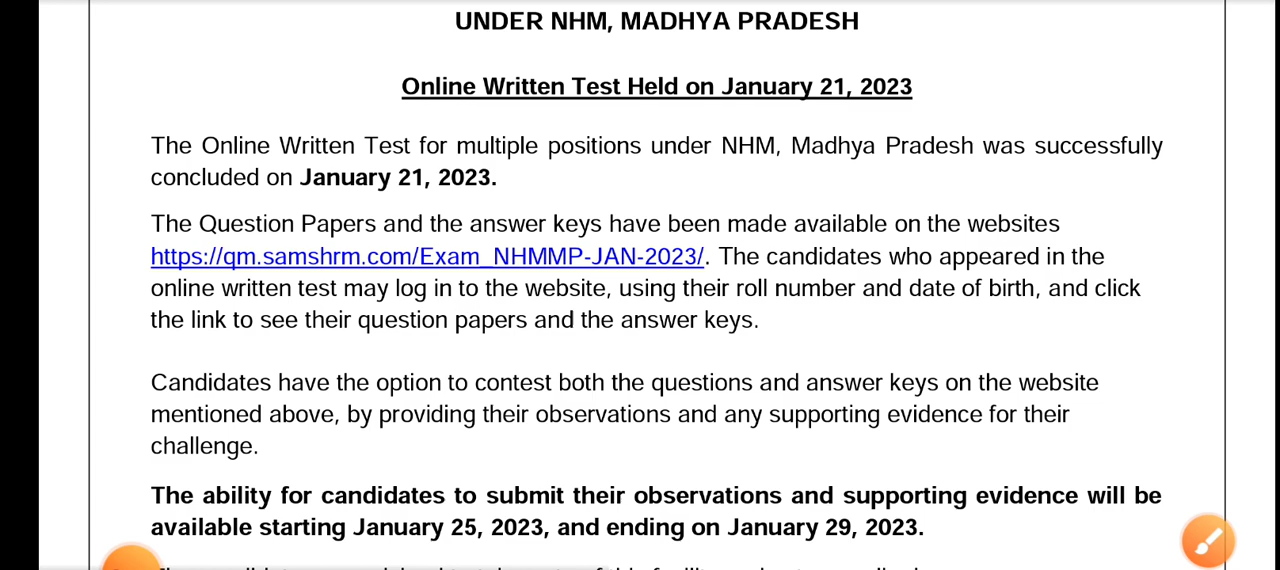 UNDER NHM, MADHYA PRADESH
Online Written Test Held on January 21, 2023
The Online Written Test for multiple positions under NHM, Madhya Pradesh was successfully
concluded on January 21, 2023.
The Question Papers and the answer keys have been made available on the websites
https://qm.samshrm.com/Exam_NHMMP-JAN-2023/. The candidates who appeared in the
online written test may log in to the website, using their roll number and date of birth, and click
the link to see their question papers and the answer keys.
Candidates have the option to contest both the questions and answer keys on the website
mentioned above, by providing their observations and any supporting evidence for their
challenge.
The ability for candidates to submit their observations and supporting evidence will be
available starting January 25, 2023, and ending on January 29, 2023.